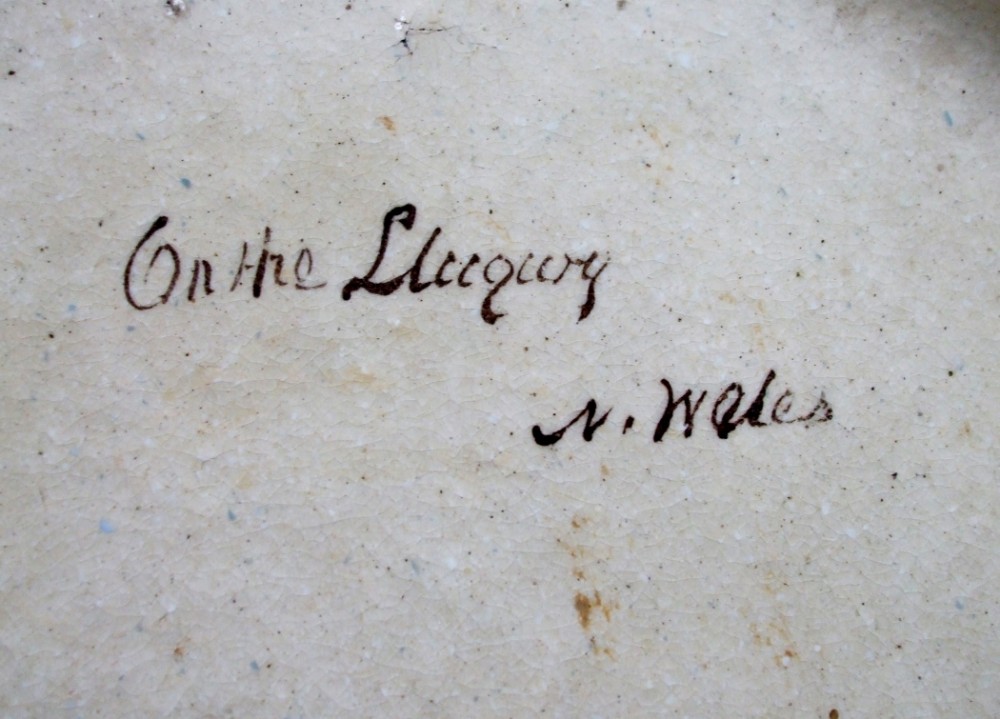 On the Llugwy
N. Wales